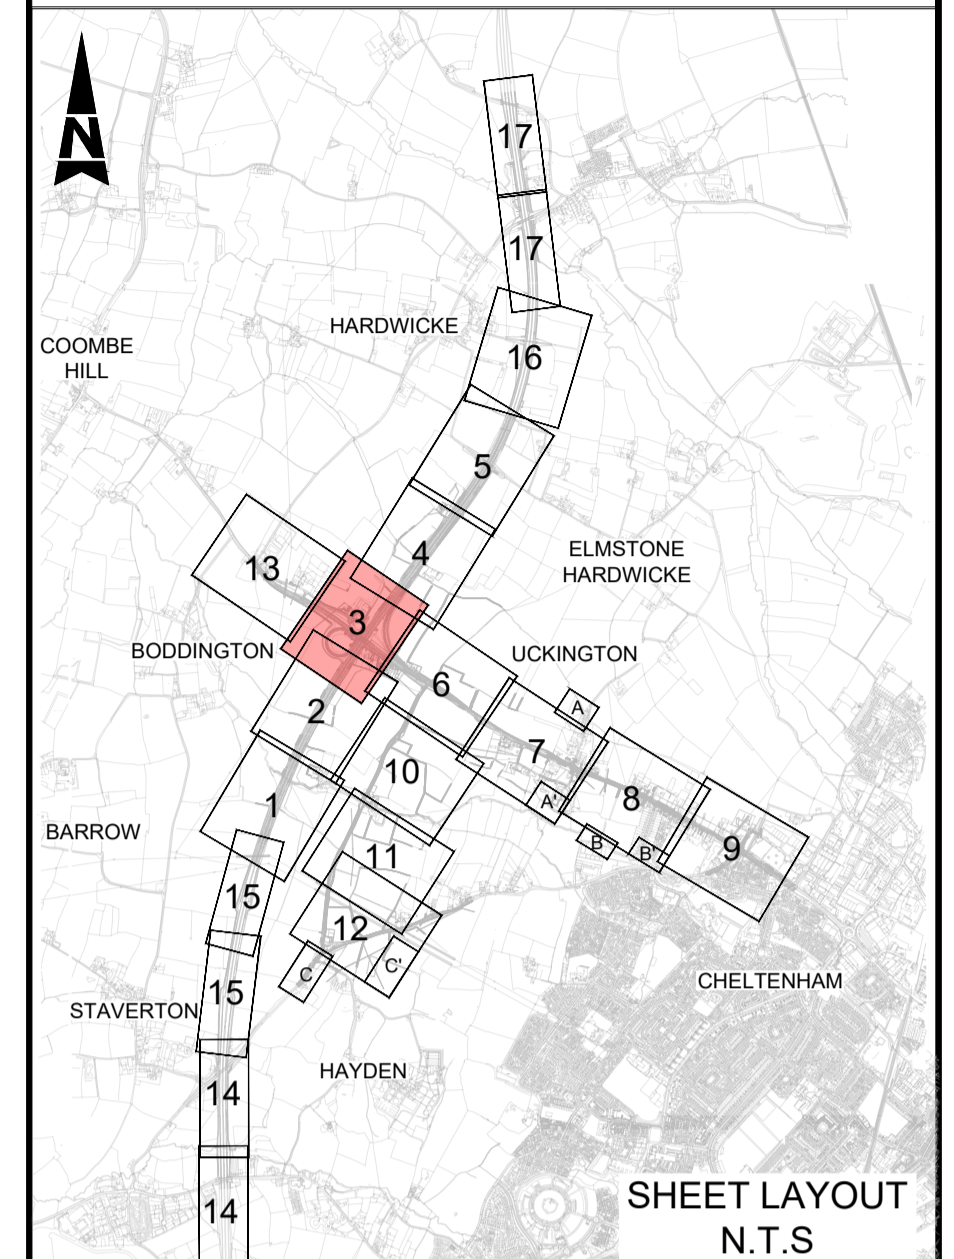 N
17
17
HARDWICKE
COOMBE
HILL
16
5
4
ELMSTONE
HARDWICKE
13
3
BODDINGTON
UCKINGTON
6
A
2
7
10
A'
8
1
BARROW
B
B'
9
11
15
12
C
C'
CHELTENHAM
15
STAVERTON
HAYDEN
14
14
SHEET LAYOUT
N.T.S